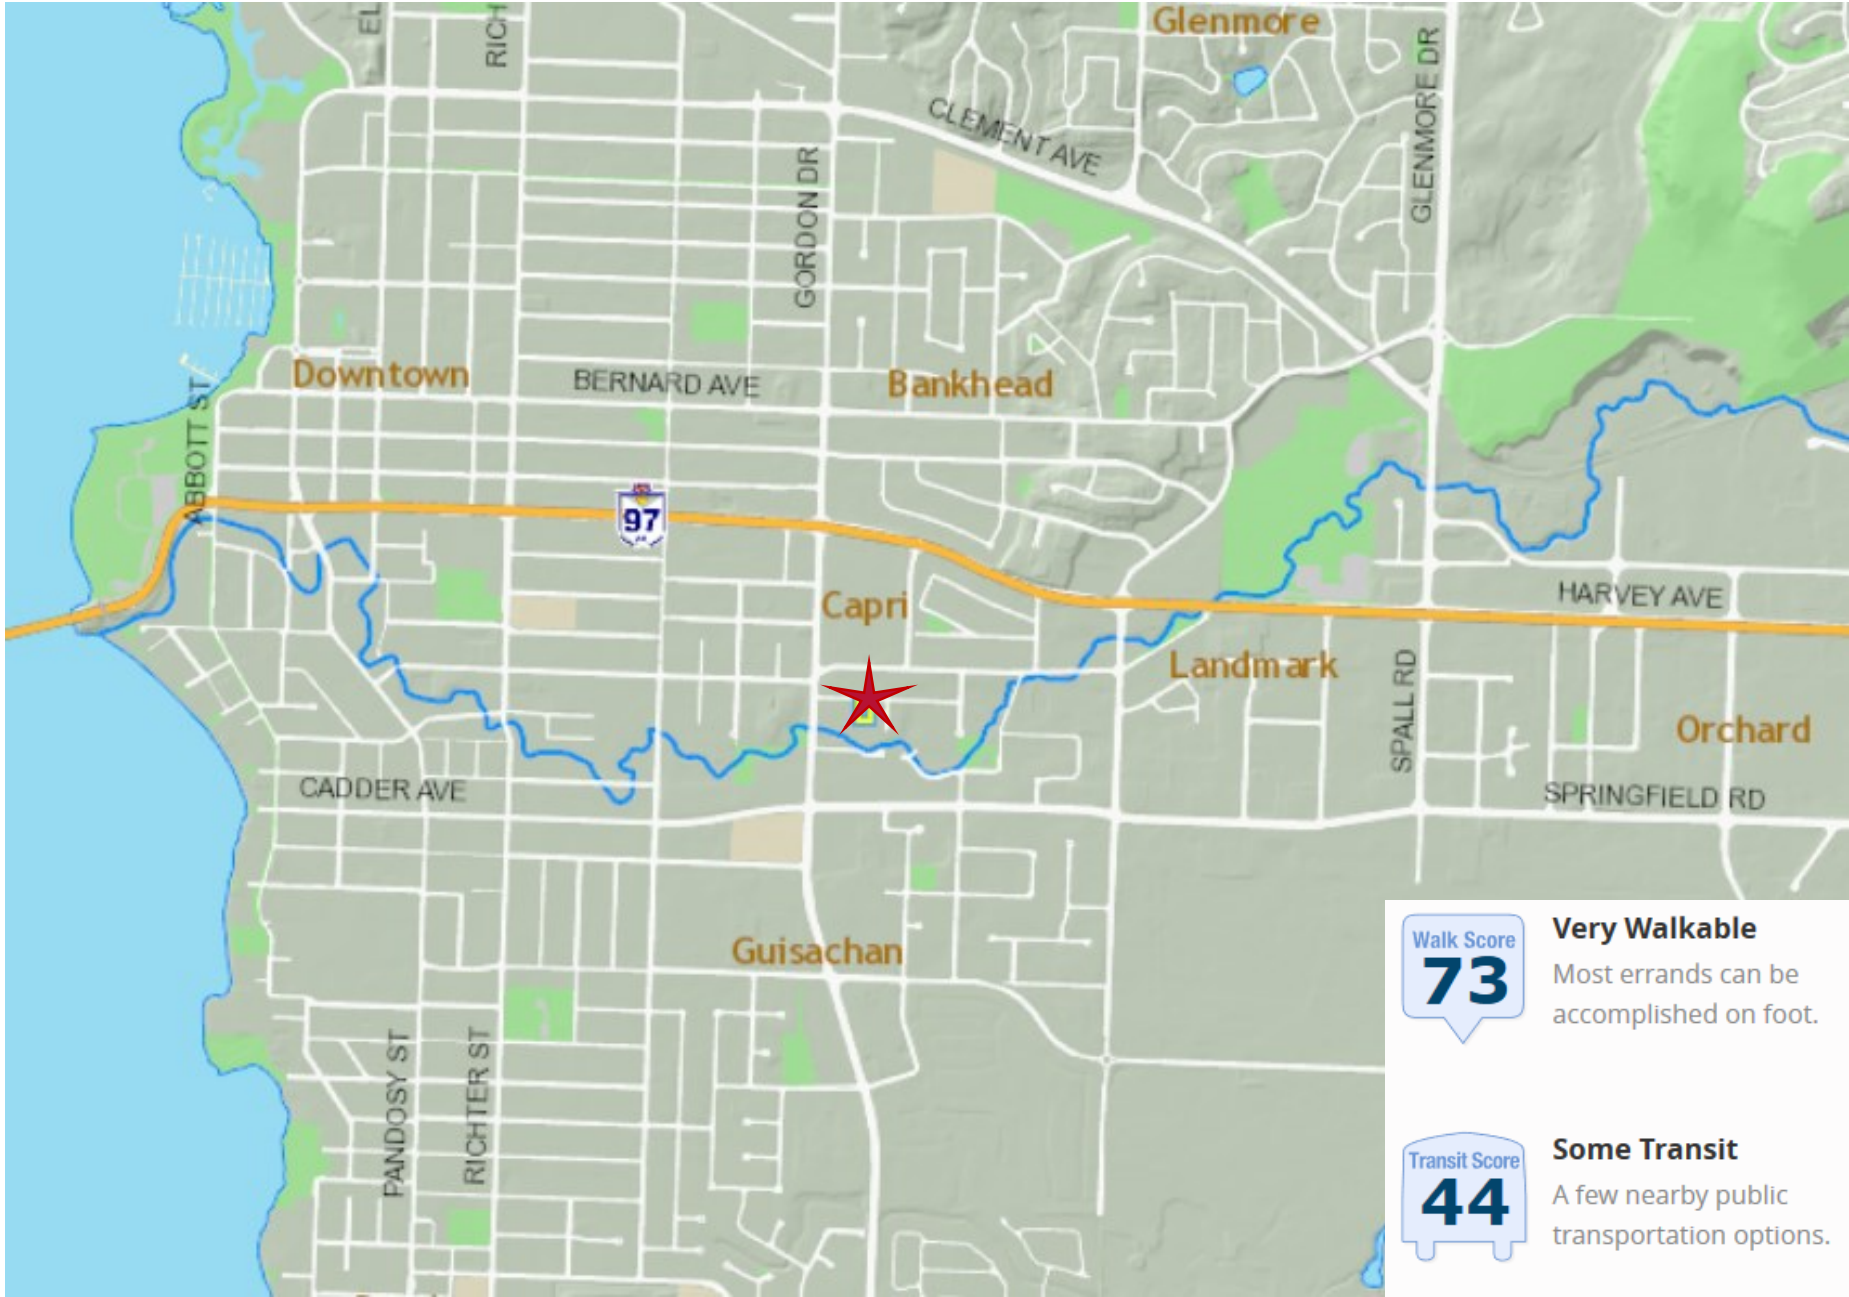 Glenmore
EL
RICH
CLEMENT AVE
GLENMORE DR
GORDON DR
Downtown
BERNARD AVE
Bankhead
ABBOTT ST
97
Capri
HARVEY AVE
Landmark
SPALL RD
Orchard
CADDER AVE
SPRINGFIELD RD
Guisachan
PANDOSY ST
RICHTER ST
Walk Score
73
Very Walkable
Most errands can be
accomplished on foot.
Transit Score
44
Some Transit
A few nearby public
transportation options.